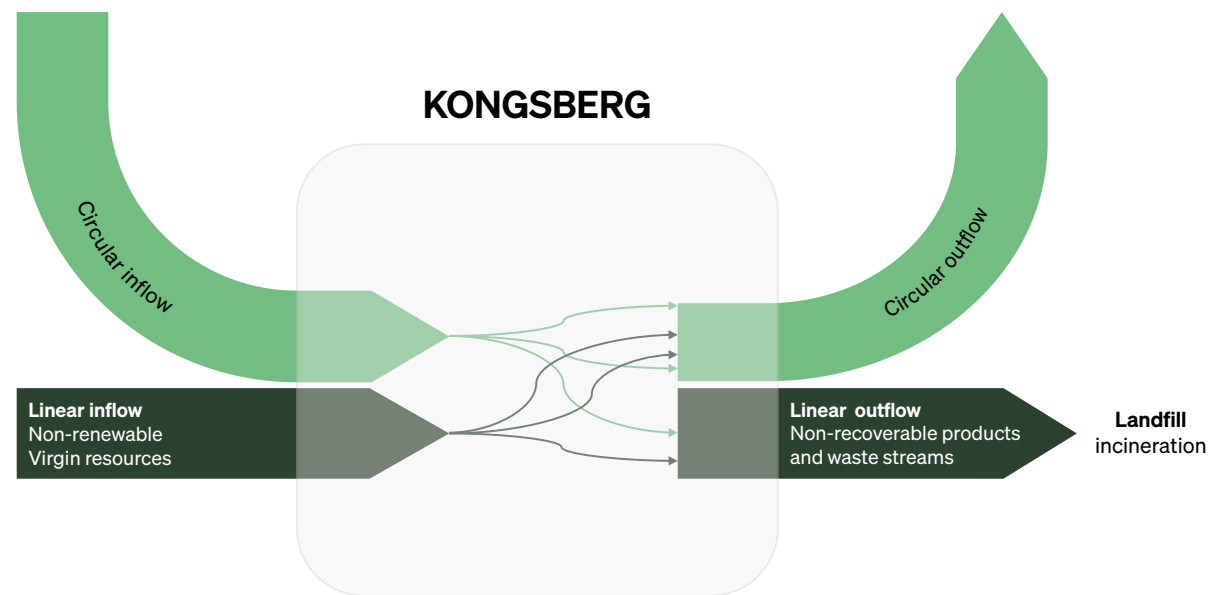 KONGSBERG
Circular inflow
Circular outflow
Linear inflow
Non-renewable
Virgin resources
Linear  outflow
Non-recoverable products
and waste streams
Landfill
incineration